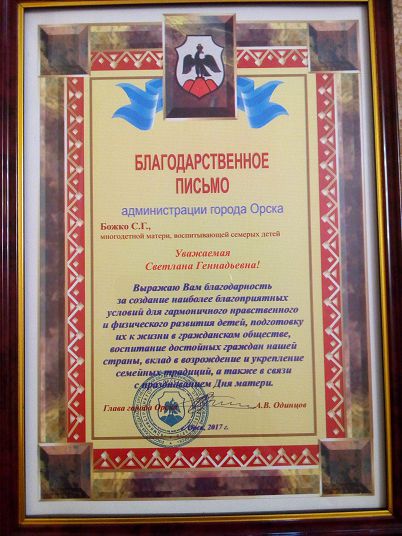 БЛАГОДАРСТВЕННОЕ
ПИСЬМО
администрации города Орска
Божко С.Г.,
многодетной матери, воспитывающей семерых детей
Уважаемая
Светлана Геннадьевна!
Выражаю Вам благодарность
за создание наиболее благоприятных
условий для гармоничного нравственного
и физического развития детей, подготовку
их к жизни в гражданском обществе,
воспитание достойных граждан нашей
страны, вклад в возрождение и укрепление
семейных традиций, а также в связи
с празднованием Дня матери.
Глава города Орска А.В. Одинцов
г. Орск, 2017 г.